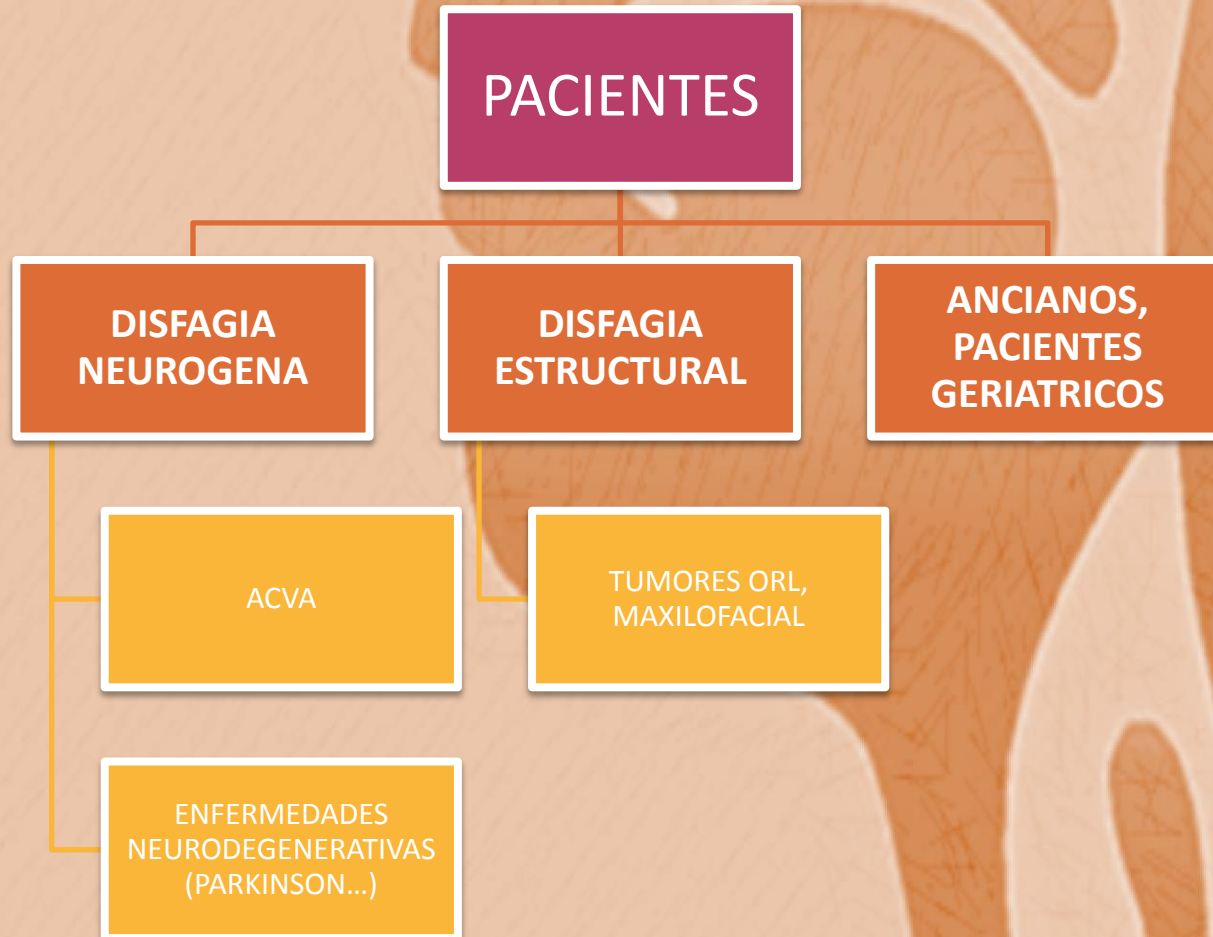 PACIENTES
DISFAGIA
NEUROGENA
DISFAGIA
ESTRUCTURAL
ANCIANOS,
PACIENTES
GERIATRICOS
ACVA
TUMORES ORL,
MAXILOFACIAL
ENFERMEDADES
NEURODEGENERATIVAS
(PARKINSON...)